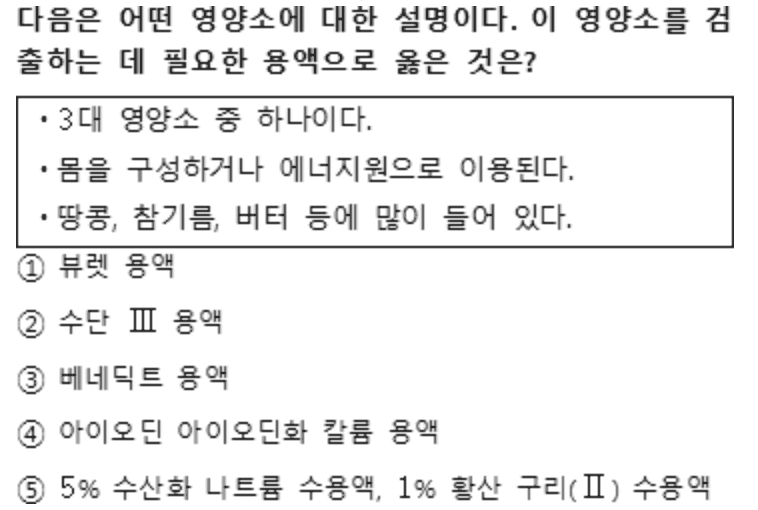 다음은 어떤 영양소에 대한 설명이다. 이 영양소를 검
출하는 데 필요한 용액으로 옳은 것은?
・3대 영양소 중 하나이다.
・몸을 구성하거나 에너지원으로 이용된다.
・땅콩, 참기름, 버터 등에 많이 들어 있다.
① 뷰렛 용액
② 수단 Ⅲ 용액
③ 베네딕트 용액
④ 아이오딘 아이오딘화 칼륨 용액
⑤ 5% 수산화 나트륨 수용액, 1% 황산 구리(Ⅱ) 수용액